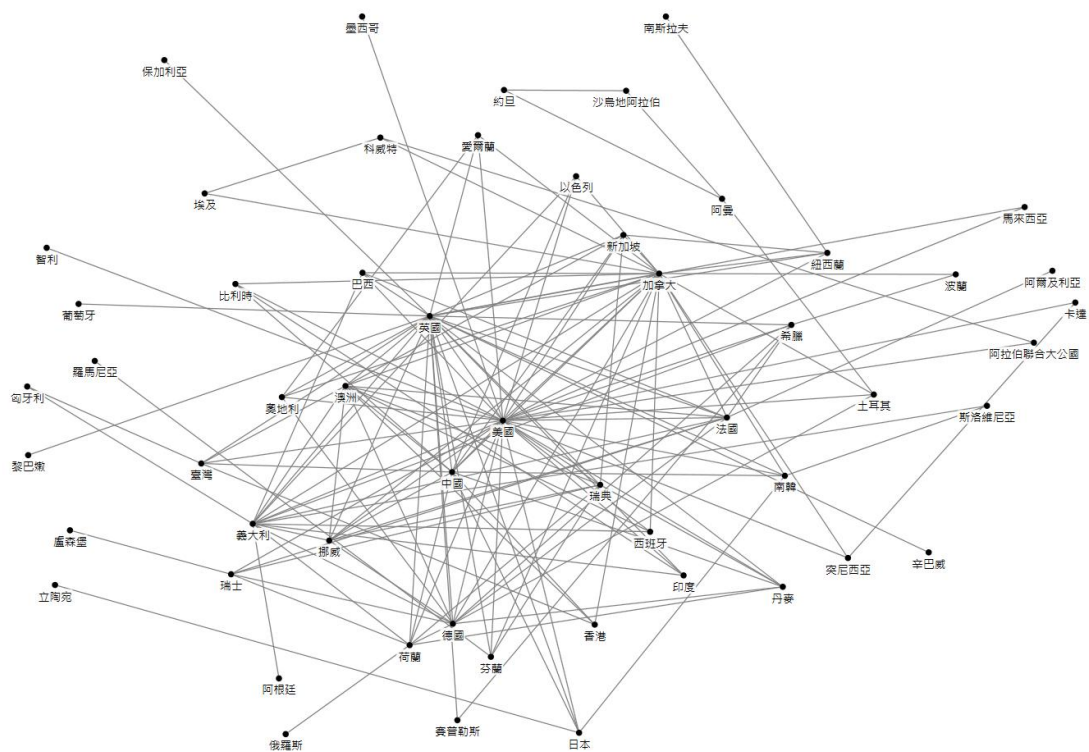 墨西哥
南斯拉夫
保加利亞
約旦
沙烏地阿拉伯
科威特
愛爾蘭
以色列
埃及
阿曼
馬來西亞
新加坡
智利
紐西蘭
比利時
巴西
加拿大
波蘭
阿爾及利亞
葡萄牙
英國
希臘
卡達
阿拉伯聯合大公國
羅馬尼亞
匈牙利
奧地利
澳洲
美國
法國
土耳其
斯洛維尼亞
黎巴嫩
臺灣
中國
瑞典
南韓
義大利
挪威
西班牙
盧森堡
瑞士
印度
突尼西亞
辛巴威
立陶宛
丹麥
荷蘭
德國
香港
芬蘭
阿根廷
俄羅斯
賽普勒斯
日本